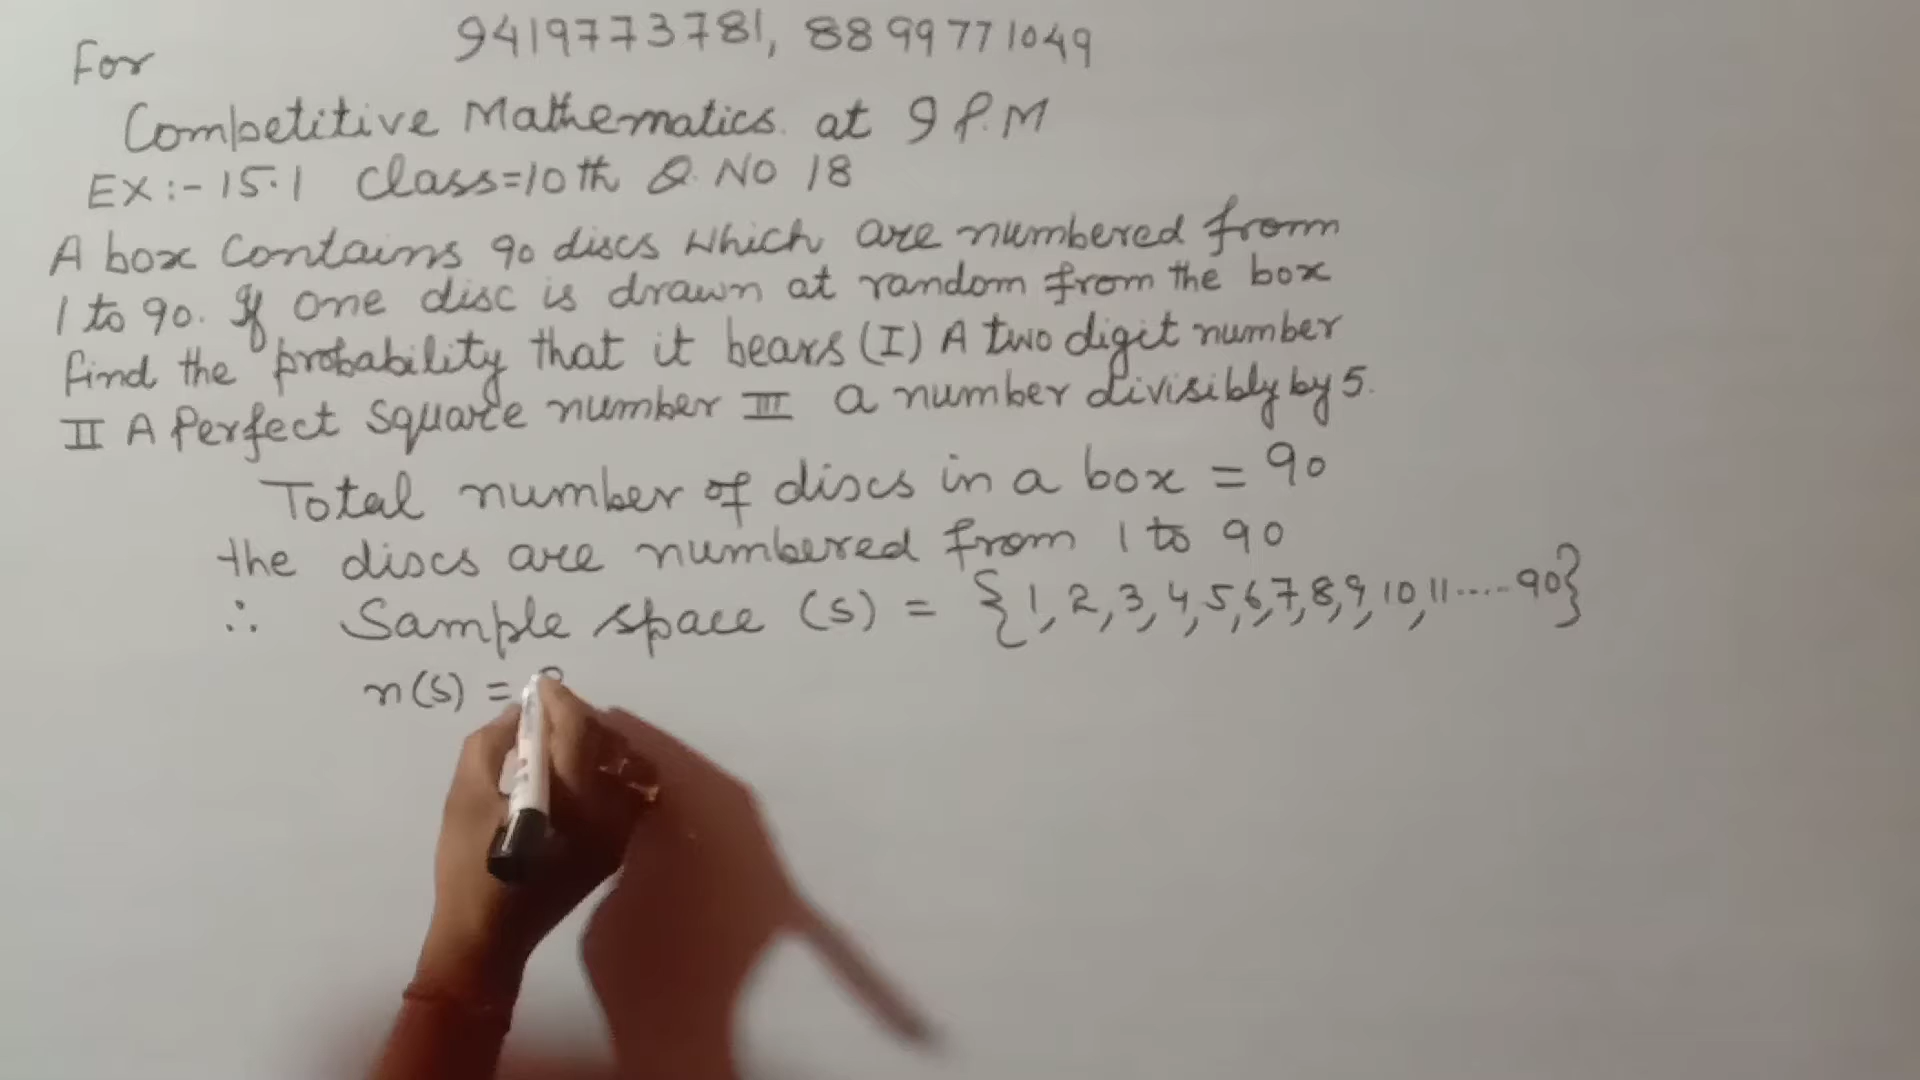 9419773781, 8899771049
For
Competitive Mathematics. at 9 P.M
EX:-15.1 Class=10th Q. NO 18
A box contains 90 discs which are numbered from
1 to 90. If one disc is drawn at random from the box
find the probability that it bears (I) A two digit number
II A Perfect square number III a number divisibly by 5.
Total number of discs in a box = 90
the discs are numbered from 1 to 90
∴ Sample space (S) = {1, 2, 3, 4, 5, 6, 7, 8, 9, 10, 11.....90}
n(S) =